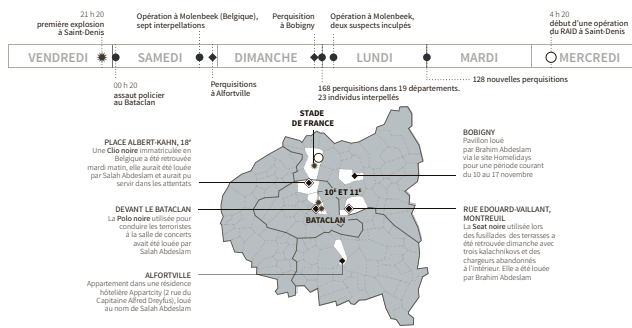 21 h 20
première explosion
à Saint-Denis
Opération à Molenbeek (Belgique),
sept interpellations
Perquisition
à Bobigny
Opération à Molenbeek,
deux suspects inculpés
4 h 20
début d'une opération
du RAID à Saint-Denis
VENDREDI
SAMEDI
DIMANCHE
LUNDI
MARDI
MERCREDI
00 h 20
assaut policier
au Bataclan
Perquisitions
à Alfortville
168 perquisitions dans 19 départements.
23 individus interpellés
128 nouvelles perquisitions
STADE
DE FRANCE
PLACE ALBERT-KAHN, 18e
Une Clio noire immatriculée en
Belgique a été retrouvée
mardi matin, elle aurait été louée
par Salah Abdeslam et aurait pu
servir dans les attentats
DEVANT LE BATACLAN
La Polo noire utilisée pour
conduire les terroristes
à la salle de concerts
avait été louée par
Salah Abdeslam
ALFORTVILLE
Appartement dans une résidence
hôtelière Appartcity (2 rue du
Capitaine Alfred Dreyfus), loué
au nom de Salah Abdeslam
10E ET 11E
BATACLAN
BOBIGNY
Pavillon loué
par Brahim Abdeslam
via le site Homelidays
pour une période courant
du 10 au 17 novembre
RUE EDOUARD-VAILLANT,
MONTREUIL
La Seat noire utilisée lors
des fusillades des terrasses a
été retrouvée dimanche avec
trois kalachnikovs et des
chargeurs abandonnés
à l'intérieur. Elle a été louée
par Brahim Abdeslam